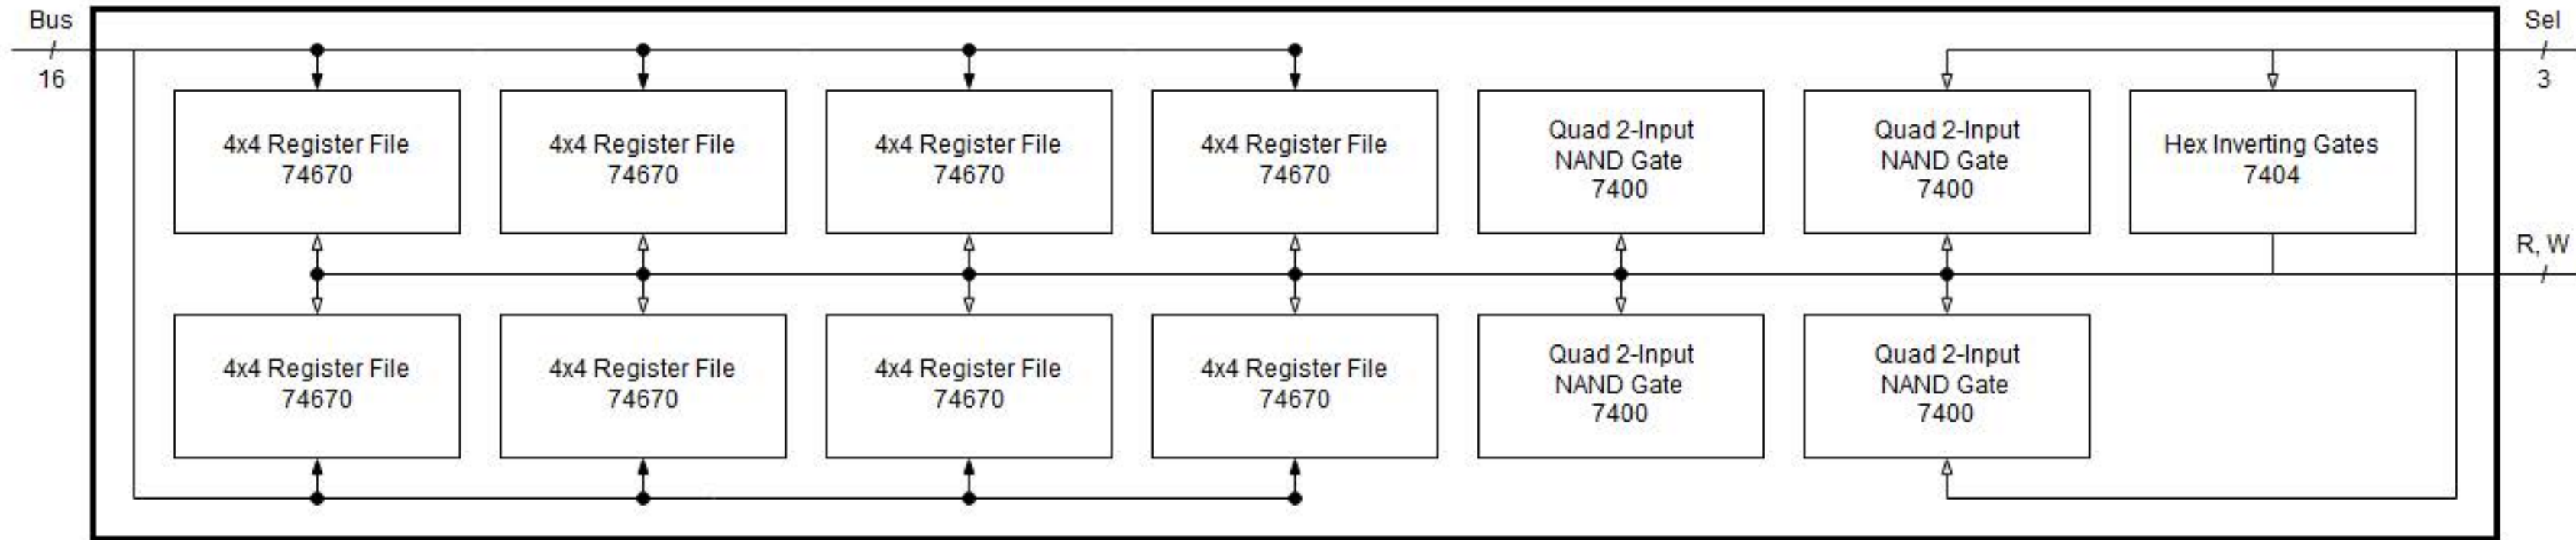 Bus
/
16
Sel
/
3
4x4 Register File
74670
4x4 Register File
74670
4x4 Register File
74670
4x4 Register File
74670
Quad 2-Input
NAND Gate
7400
Quad 2-Input
NAND Gate
7400
Hex Inverting Gates
7404
R, W
/
4x4 Register File
74670
4x4 Register File
74670
4x4 Register File
74670
4x4 Register File
74670
Quad 2-Input
NAND Gate
7400
Quad 2-Input
NAND Gate
7400